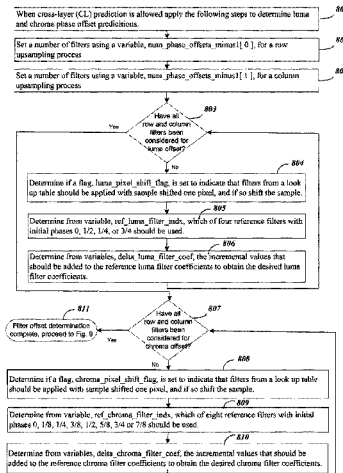 When cross-layer (CL) prediction is allowed apply the following steps to determine luma
and chroma phase offset predictions.
Set a number of filters using a variable, num_phase_offsets_minus1[ 0 ], for a row
upsampling process
Set a number of filters using a variable, num_phase_offsets_minus1[ 1 ], for a column
upsampling process
803
Have all
row and column
filters been
considered for
luma offset?
Yes
No
804
Determine if a flag, luma_pixel_shift_flag, is set to indicate that filters from a look
up table should be applied with sample shifted one pixel, and if so shift the sample.
805
Determine from variable, ref_luma_filter_indx, which of four reference filters with
initial phases 0, 1/2, 1/4, or 3/4 should be used.
806
Determine from variables, delta_luma_filter_coef, the incremental values that
should be added to the reference luma filter coefficients to obtain the desired luma
filter coefficients.
811
Filter offset determination
complete, proceed to Fig. 9
807
Have all
row and column
filters been
considered for
chroma offset?
Yes
No
808
Determine if a flag, chroma_pixel_shift_flag, is set to indicate that filters from a look up table
should be applied with sample shifted one pixel, and if so shift the sample.
809
Determine from variable, ref_chroma_filter_indx, which of eight reference filters with initial
phases 0, 1/8, 1/4, 3/8, 1/2, 5/8, 3/4 or 7/8 should be used.
810
Determine from variables, delta_chroma_filter_coef, the incremental values that should be
added to the reference chroma filter coefficients to obtain the desired chroma filter coefficients.